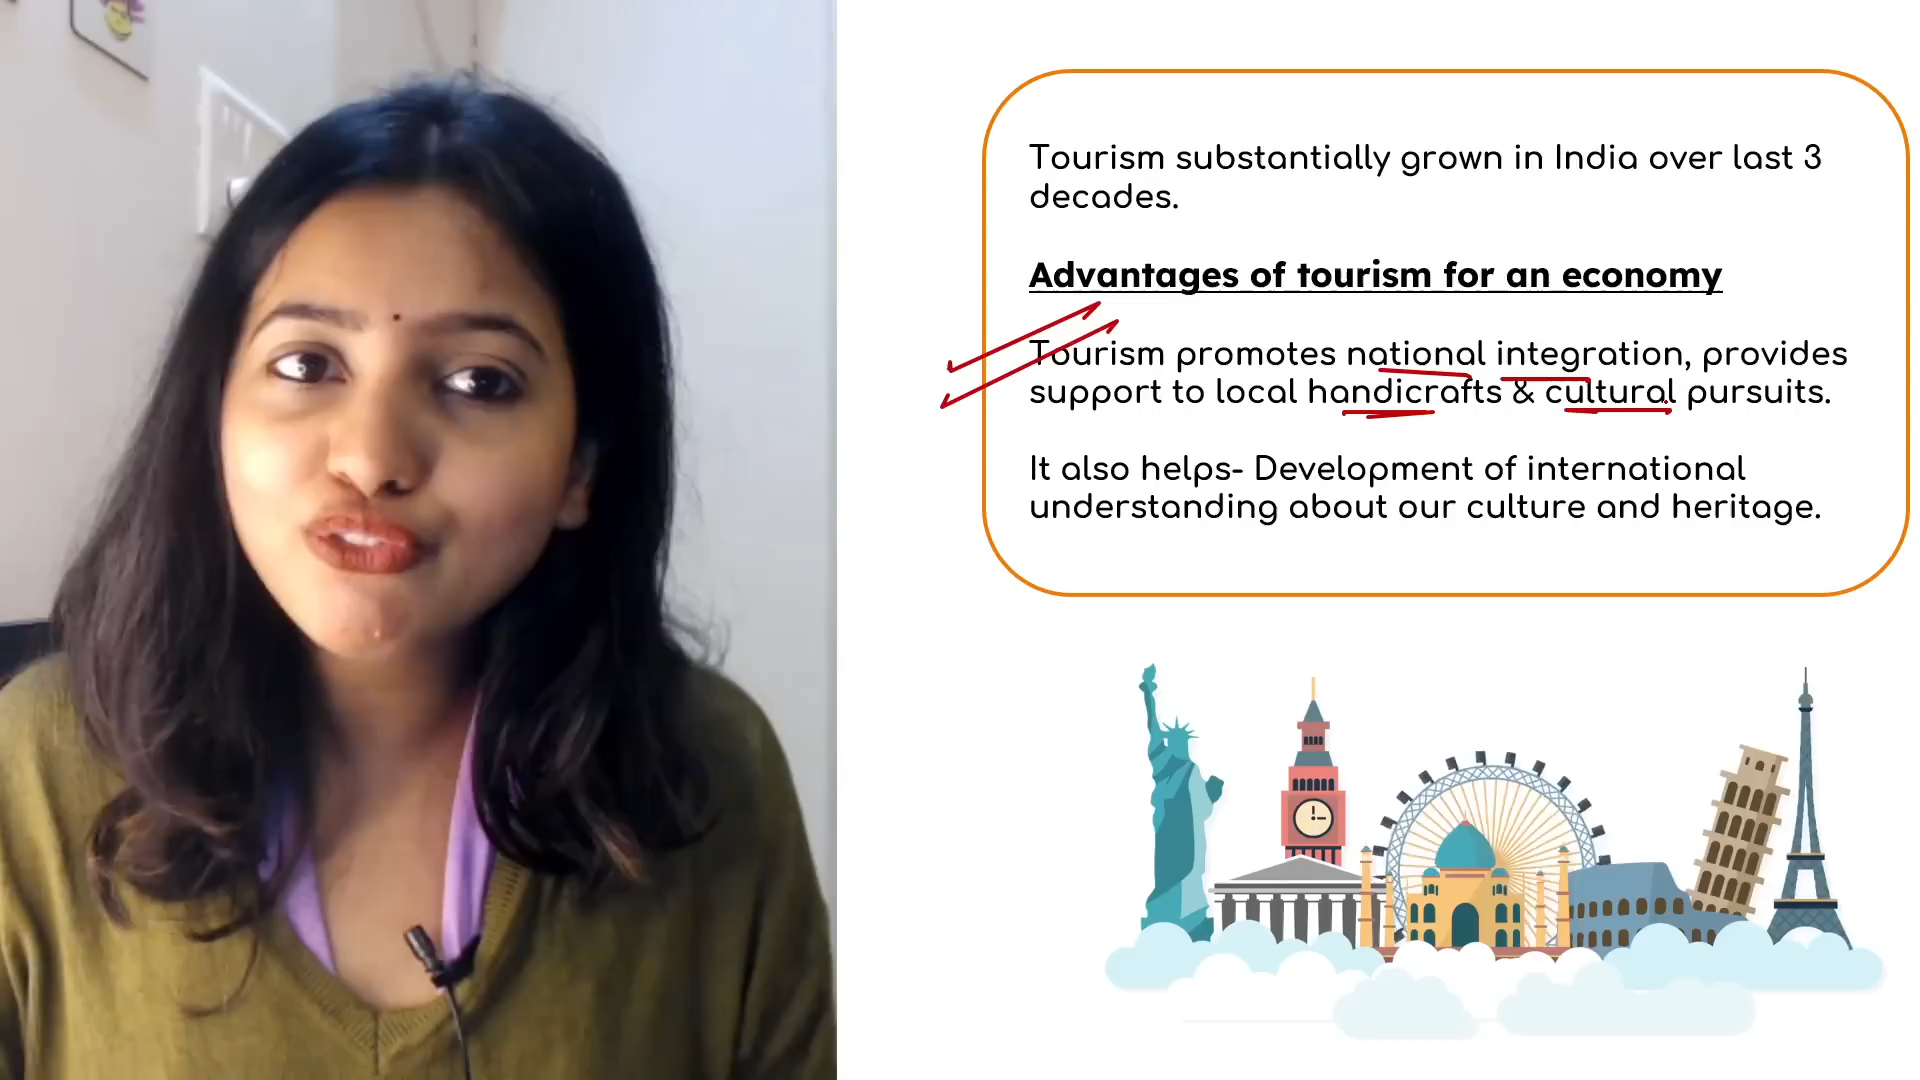 Tourism substantially grown in India over last 3
decades.
Advantages of tourism for an economy
Tourism promotes national integration, provides
support to local handicrafts & cultural pursuits.
It also helps- Development of international
understanding about our culture and heritage.